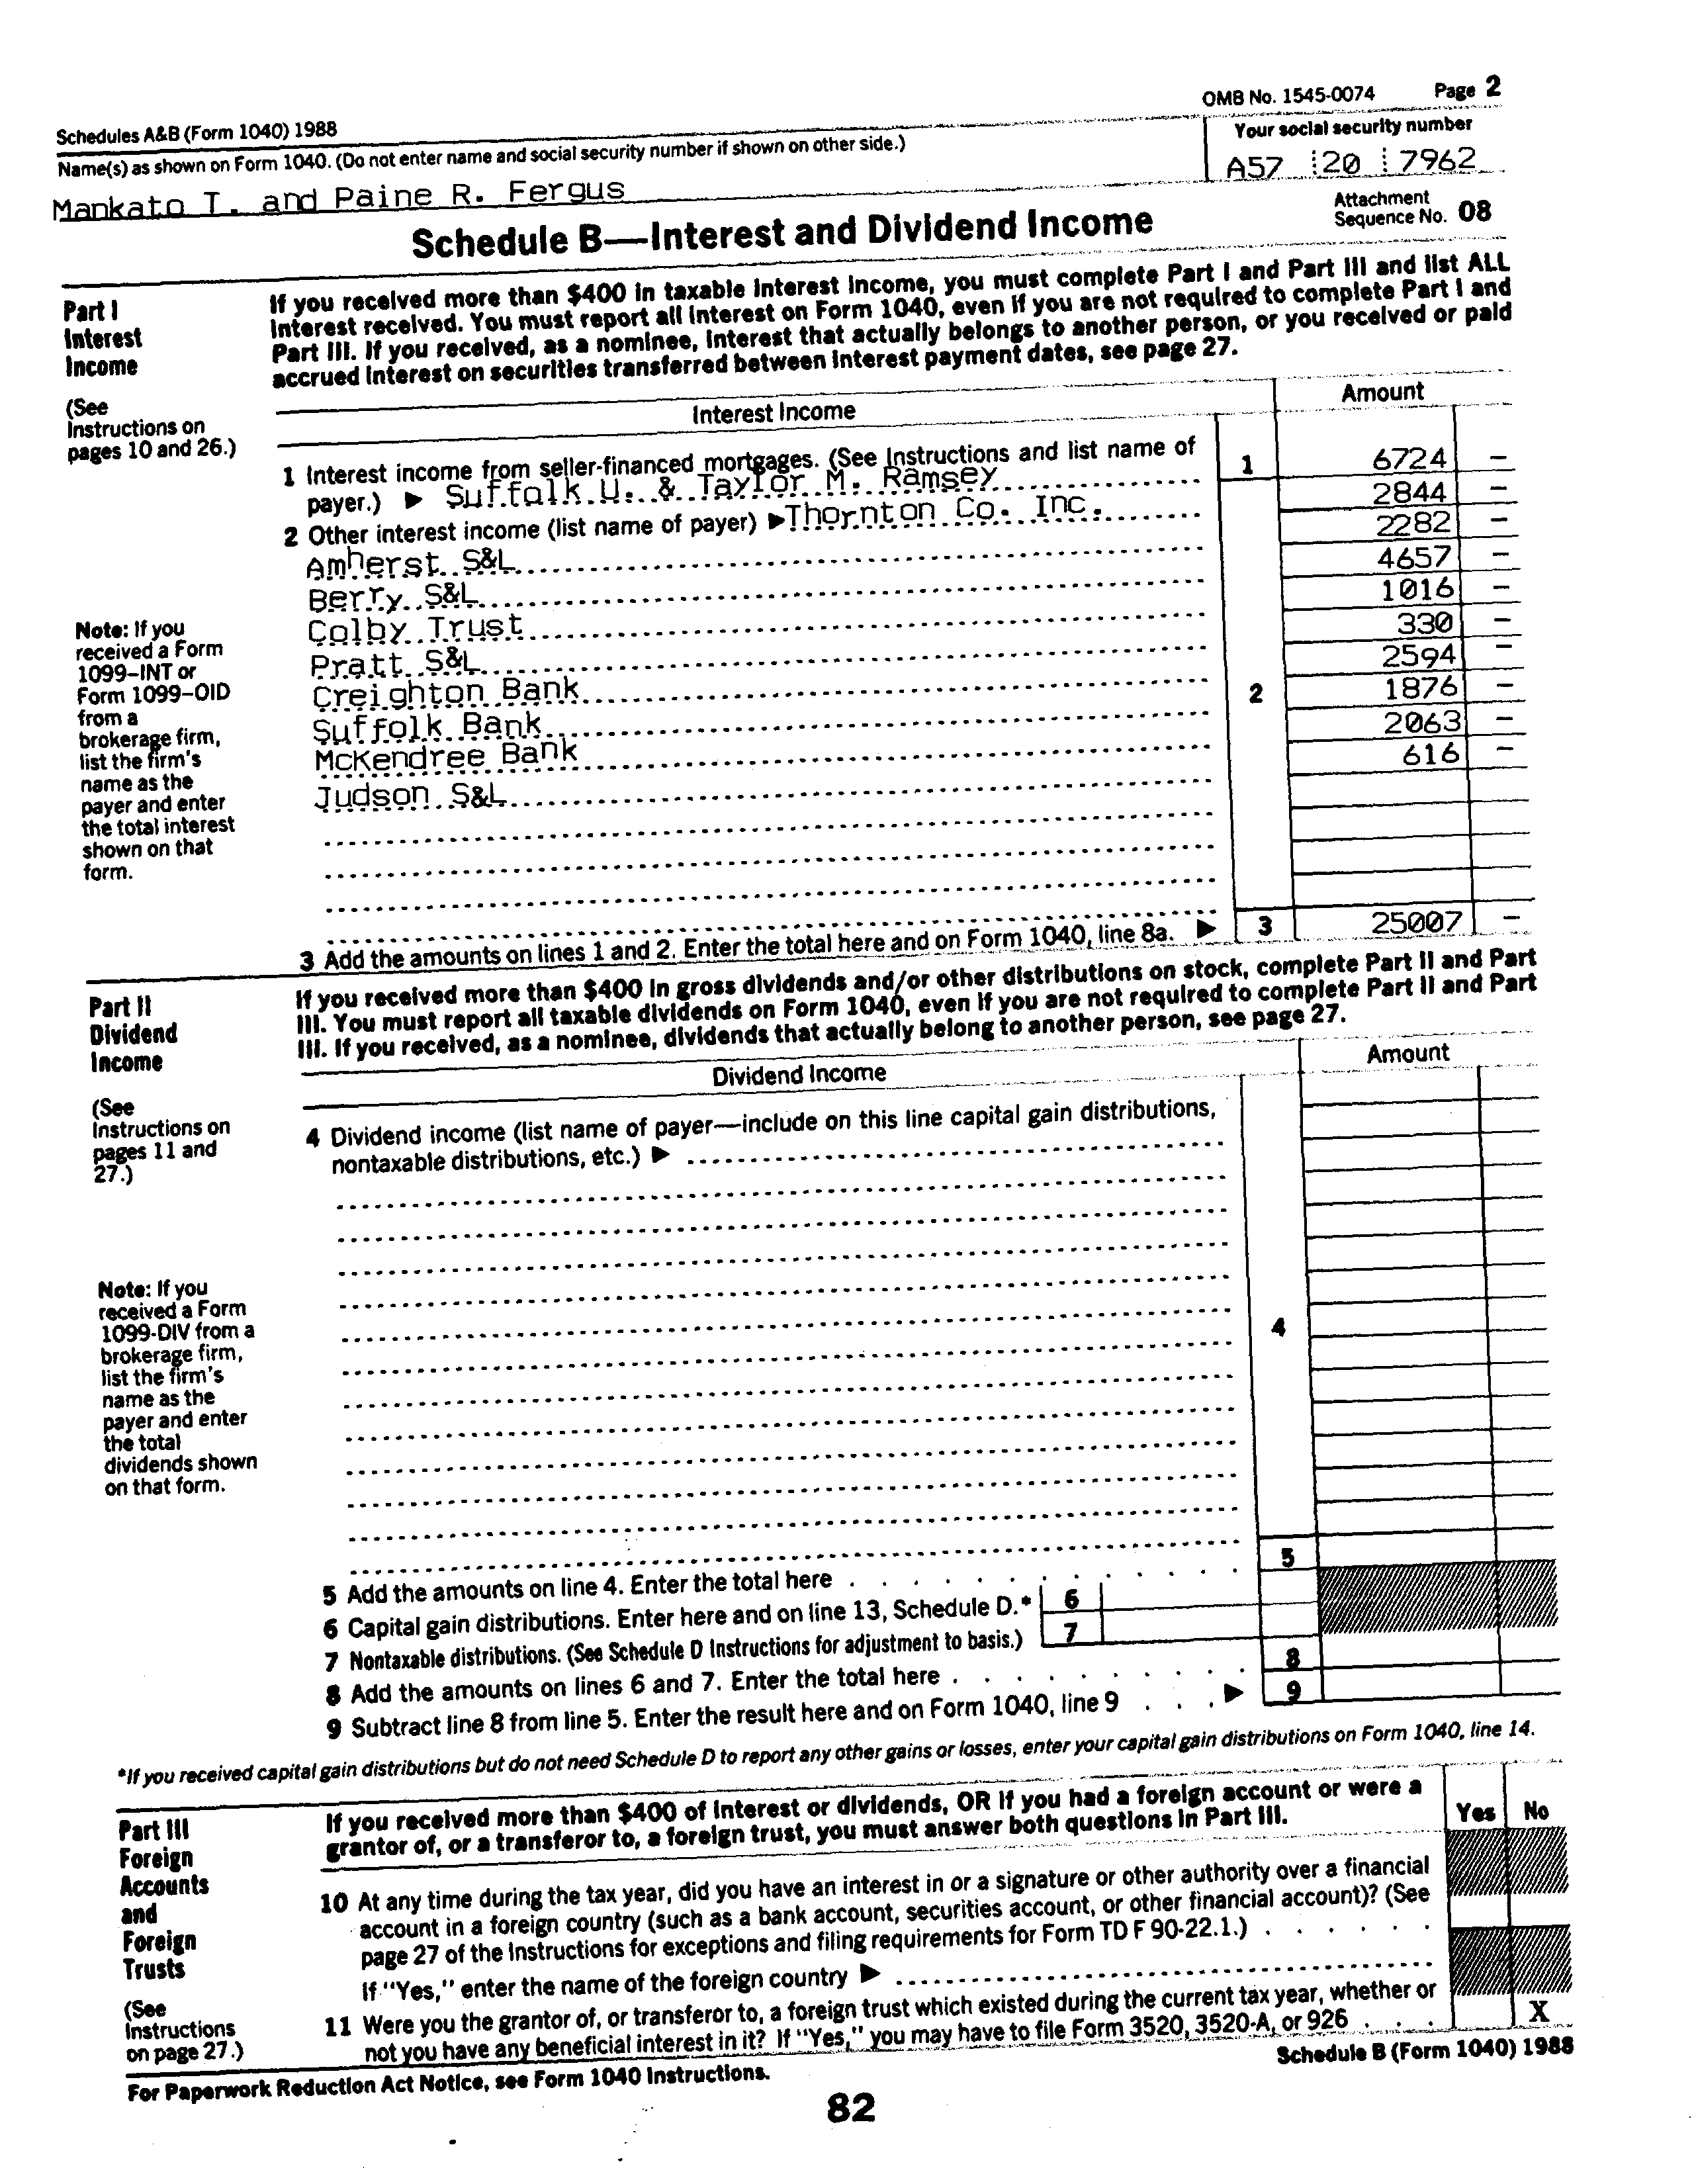 OMB No. 1545-0074 Page 2
Schedules A&B (Form 1040) 1988
Name(s) as shown on Form 1040. (Do not enter name and social security number if shown on other side.)
Your social security number
Mankato T. and Paine R. Fergus
A57 20 7962
Schedule B—Interest and Dividend Income
Attachment
Sequence No. 08
Part I
Interest
Income
If you received more than $400 in taxable interest income, you must complete Part I and Part III and list ALL
interest received. You must report all interest on Form 1040, even if you are not required to complete Part I and
Part III. If you received, as a nominee, interest that actually belongs to another person, or you received or paid
accrued interest on securities transferred between interest payment dates, see page 27.
(See
Instructions on
pages 10 and 26.)
Interest Income
Amount
1 Interest income from seller-financed mortgages. (See Instructions and list name of
payer.) ▶ Suffolk U. & Taylor M. Ramsey
1 6724 –
2 Other interest income (list name of payer) ▶ Thornton Co. Inc.
2844 –
Amherst S&L
2282 –
Berry S&L
4657 –
Colby Trust
1016 –
Pratt S&L
330 –
Creighton Bank
2594 –
Suffolk Bank
2 1876 –
McKendree Bank
2063 –
Judson S&L
616 –
Note: If you
received a Form
1099–INT or
Form 1099–OID
from a
brokerage firm,
list the firm's
name as the
payer and enter
the total interest
shown on that
form.
3 Add the amounts on lines 1 and 2. Enter the total here and on Form 1040, line 8a. ▶ 3 25007 –
Part II
Dividend
Income
If you received more than $400 in gross dividends and/or other distributions on stock, complete Part II and Part
III. You must report all taxable dividends on Form 1040, even if you are not required to complete Part II and Part
III. If you received, as a nominee, dividends that actually belong to another person, see page 27.
(See
Instructions on
pages 11 and
27.)
Dividend Income
Amount
4 Dividend income (list name of payer—include on this line capital gain distributions,
nontaxable distributions, etc.) ▶
4
Note: If you
received a Form
1099-DIV from a
brokerage firm,
list the firm's
name as the
payer and enter
the total
dividends shown
on that form.
5 Add the amounts on line 4. Enter the total here 5
6 Capital gain distributions. Enter here and on line 13, Schedule D.* 6
7 Nontaxable distributions. (See Schedule D Instructions for adjustment to basis.) 7
8 Add the amounts on lines 6 and 7. Enter the total here 8
9 Subtract line 8 from line 5. Enter the result here and on Form 1040, line 9 ▶ 9
*If you received capital gain distributions but do not need Schedule D to report any other gains or losses, enter your capital gain distributions on Form 1040, line 14.
Part III
Foreign
Accounts
and
Foreign
Trusts
(See
Instructions
on page 27.)
If you received more than $400 of interest or dividends, OR if you had a foreign account or were a
grantor of, or a transferor to, a foreign trust, you must answer both questions in Part III.
Yes No
10 At any time during the tax year, did you have an interest in or a signature or other authority over a financial
account in a foreign country (such as a bank account, securities account, or other financial account)? (See
page 27 of the Instructions for exceptions and filing requirements for Form TD F 90-22.1.)
If "Yes," enter the name of the foreign country ▶
11 Were you the grantor of, or transferor to, a foreign trust which existed during the current tax year, whether or
not you have any beneficial interest in it? If "Yes," you may have to file Form 3520, 3520-A, or 926 X
For Paperwork Reduction Act Notice, see Form 1040 Instructions.
Schedule B (Form 1040) 1988
82